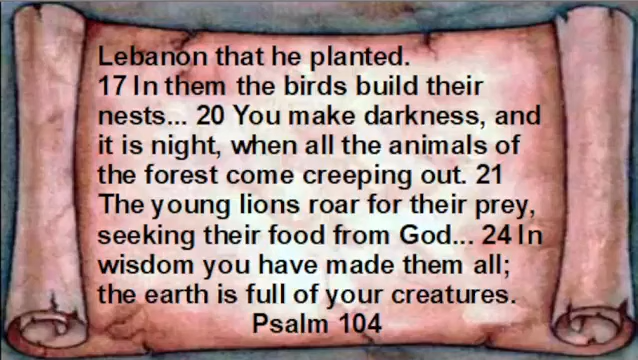 Lebanon that he planted.
17 In them the birds build their
nests... 20 You make darkness, and
it is night, when all the animals of
the forest come creeping out. 21
The young lions roar for their prey,
seeking their food from God... 24 In
wisdom you have made them all;
the earth is full of your creatures.
Psalm 104